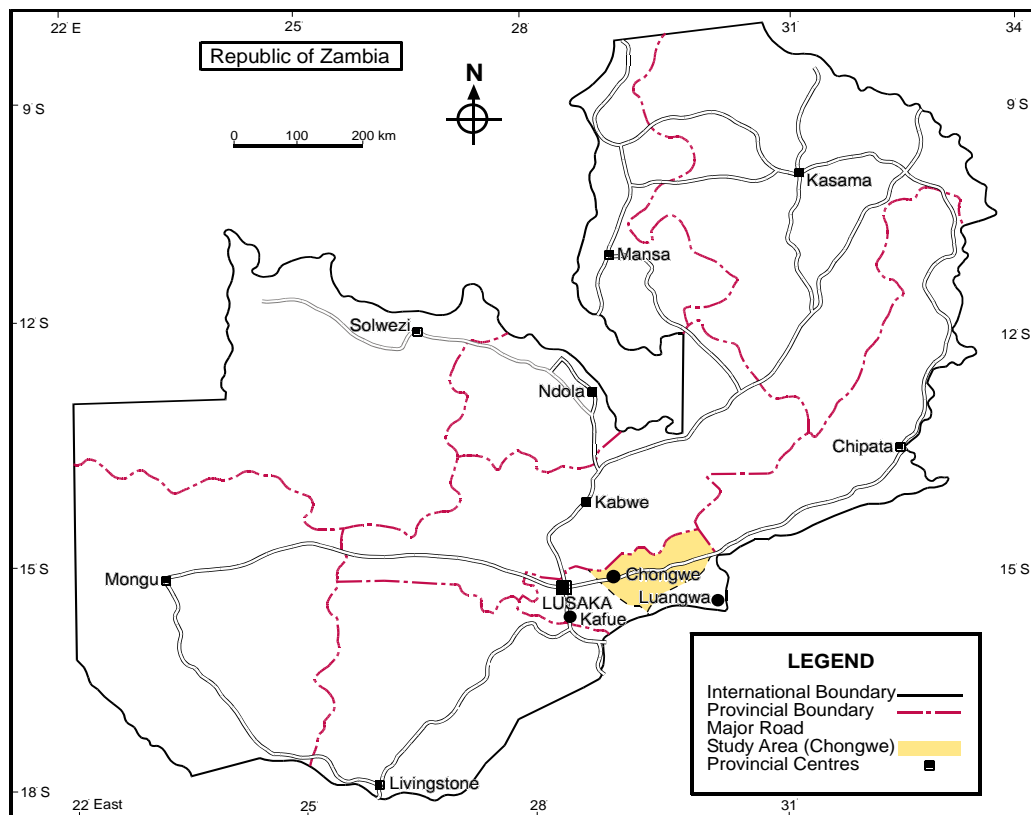 22 E
25
28
31
34
Republic of Zambia
N
9 S
9 S
0
100
200 km
Kasama
Mansa
12 S
Solwezi
12 S
Ndola
Chipata
Kabwe
Mongu
15 S
Chongwe
15 S
LUSAKA
Luangwa
Kafue
LEGEND
International Boundary
Provincial Boundary
Major Road
Study Area (Chongwe)
Provincial Centres
Livingstone
18 S
22 East
25
28
31